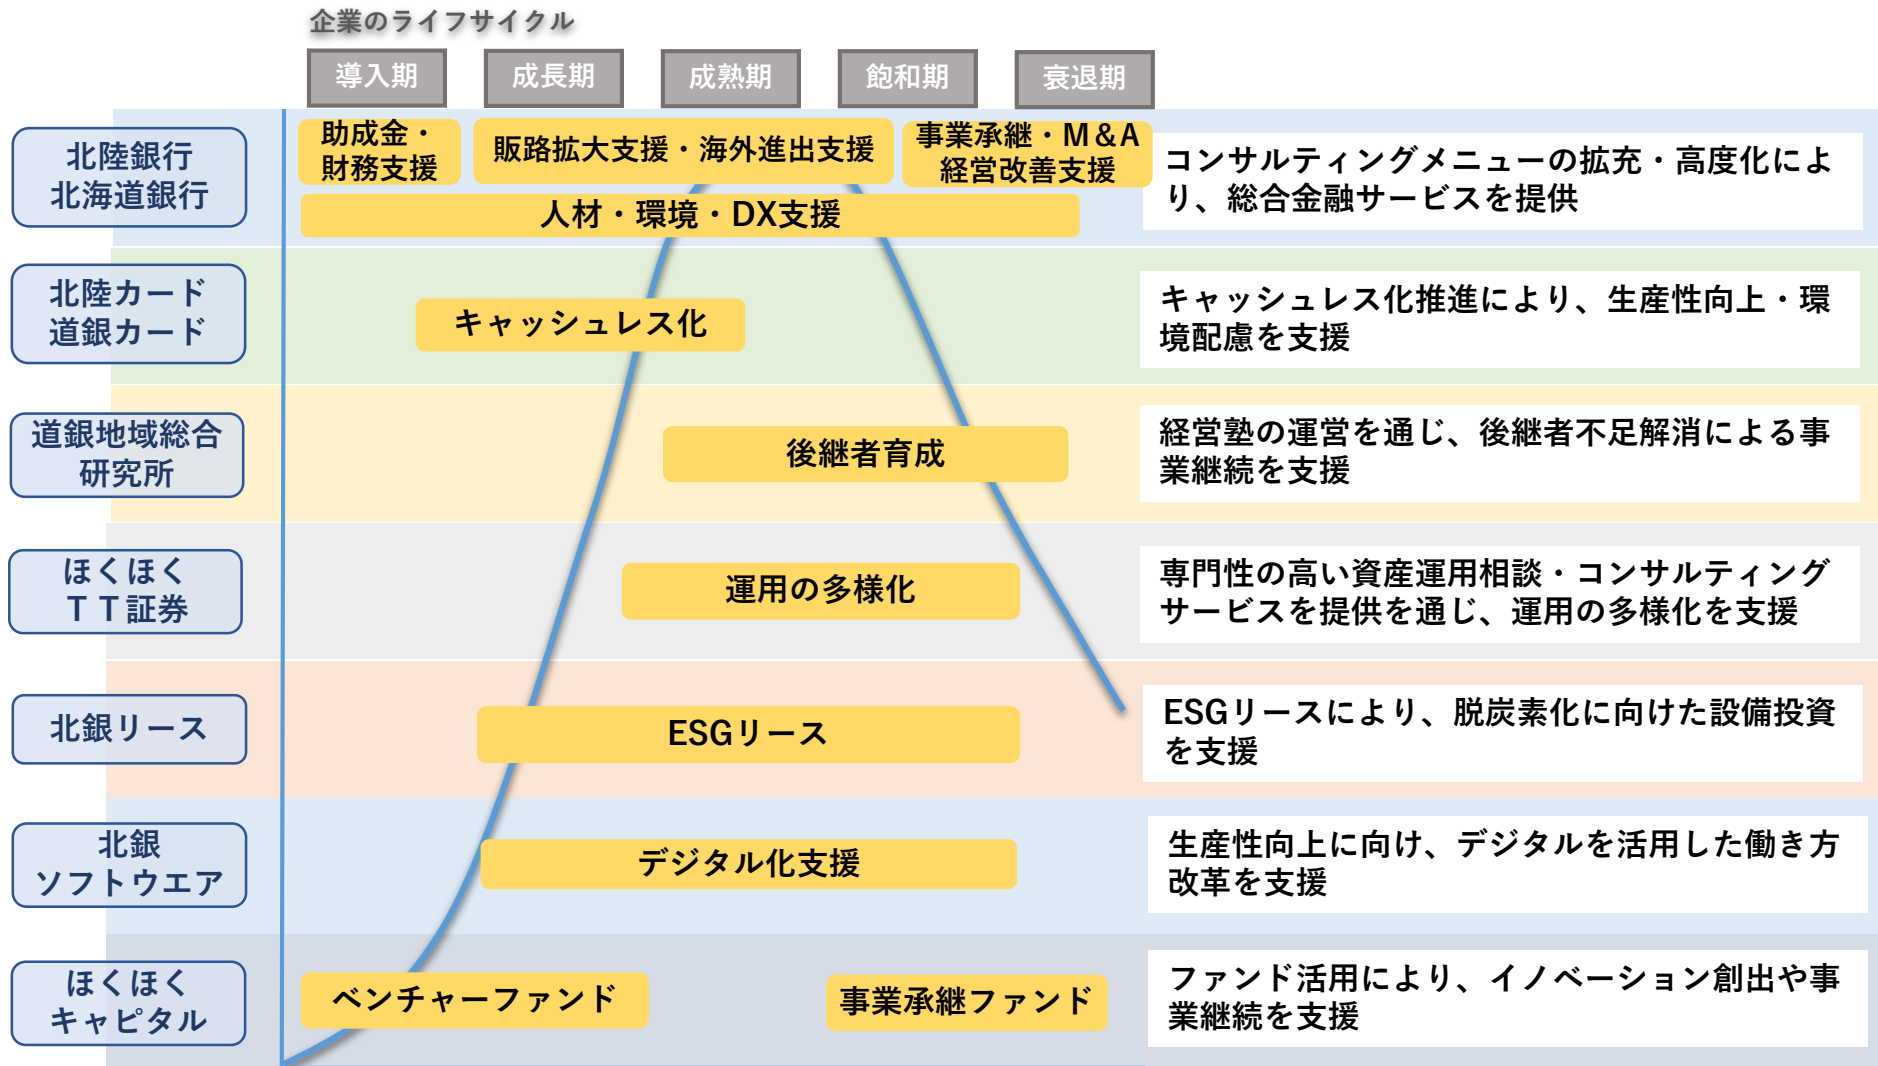 企業のライフサイクル
導入期
成長期
成熟期
飽和期
衰退期
北陸銀行
北海道銀行
助成金・
財務支援
販路拡大支援・海外進出支援
事業承継・M&A
経営改善支援
人材・環境・DX支援
コンサルティングメニューの拡充・高度化によ
り、総合金融サービスを提供
北陸カード
道銀カード
キャッシュレス化
キャッシュレス化推進により、生産性向上・環
境配慮を支援
道銀地域総合
研究所
後継者育成
経営塾の運営を通じ、後継者不足解消による事
業継続を支援
ほくほく
TT証券
運用の多様化
専門性の高い資産運用相談・コンサルティング
サービスを提供を通じ、運用の多様化を支援
北銀リース
ESGリース
ESGリースにより、脱炭素化に向けた設備投資
を支援
北銀
ソフトウエア
デジタル化支援
生産性向上に向け、デジタルを活用した働き方
改革を支援
ほくほく
キャピタル
ベンチャーファンド
事業承継ファンド
ファンド活用により、イノベーション創出や事
業継続を支援